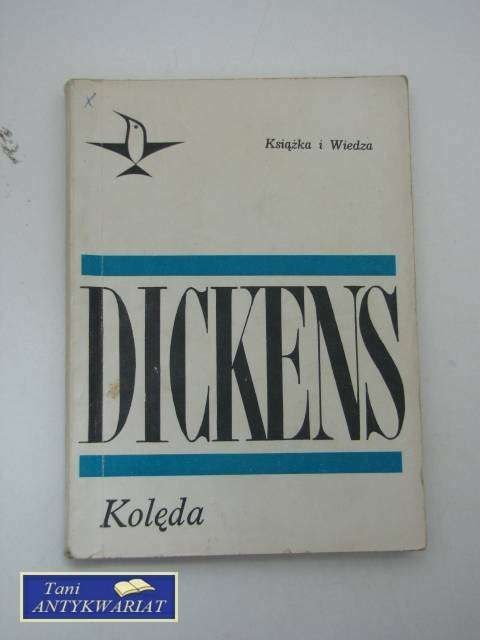 x
Książka i Wiedza
DICKENS
Kolęda
Tani
ANTYKWARIAT